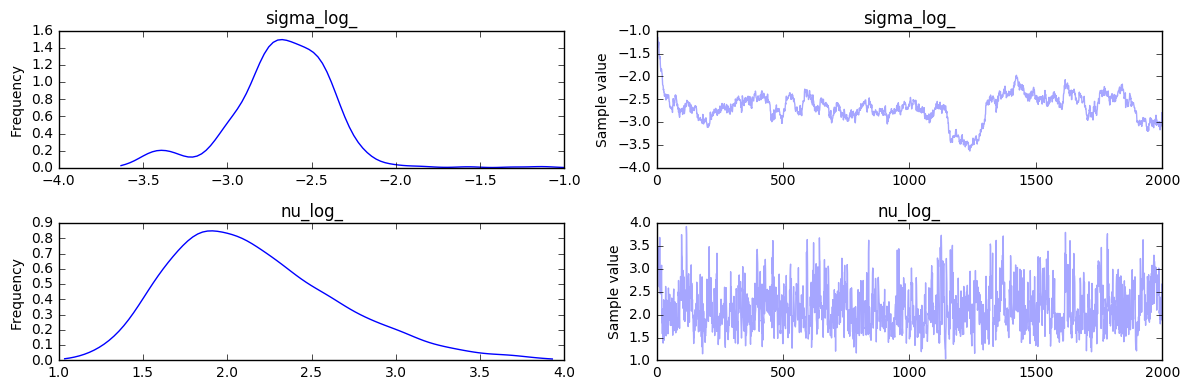 sigma_log_
Frequency
1.6
1.4
1.2
1.0
0.8
0.6
0.4
0.2
0.0
−4.0 −3.5 −3.0 −2.5 −2.0 −1.5 −1.0
sigma_log_
Sample value
−1.0
−1.5
−2.0
−2.5
−3.0
−3.5
−4.0
0 500 1000 1500 2000
nu_log_
Frequency
0.9
0.8
0.7
0.6
0.5
0.4
0.3
0.2
0.1
0.0
1.0 1.5 2.0 2.5 3.0 3.5 4.0
nu_log_
Sample value
4.0
3.5
3.0
2.5
2.0
1.5
1.0
0 500 1000 1500 2000